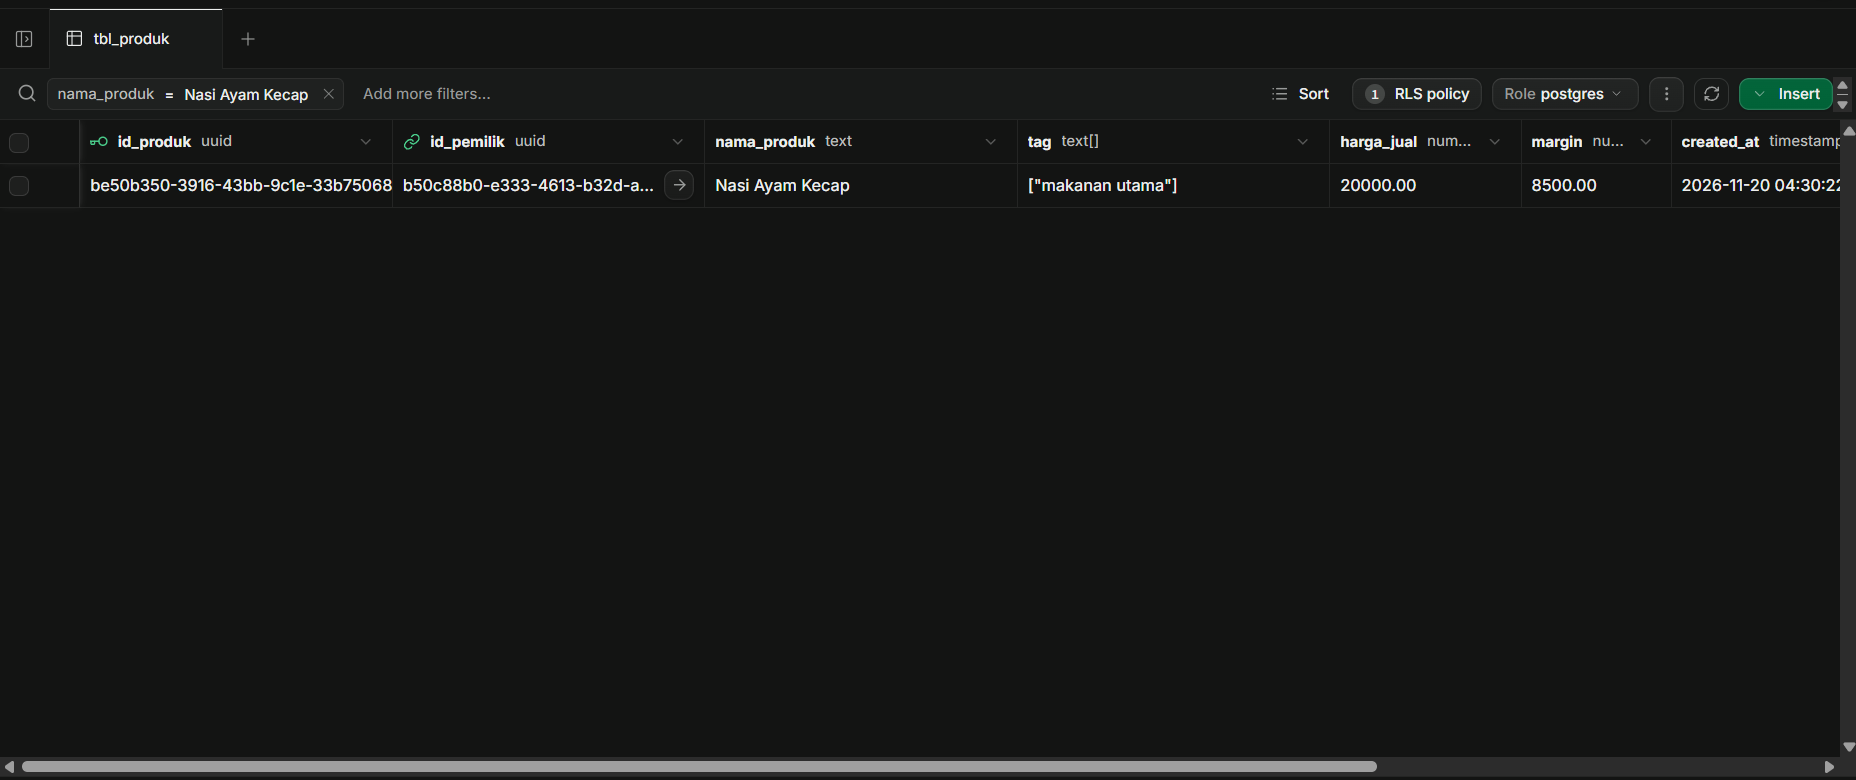 tbl_produk
nama_produk = Nasi Ayam Kecap Add more filters... Sort 1 RLS policy Role postgres Insert
id_produk uuid id_pemilik uuid nama_produk text tag text[] harga_jual num... margin nu... created_at timestamp
be50b350-3916-43bb-9c1e-33b75068 b50c88b0-e333-4613-b32d-a... Nasi Ayam Kecap ["makanan utama"] 20000.00 8500.00 2026-11-20 04:30:22